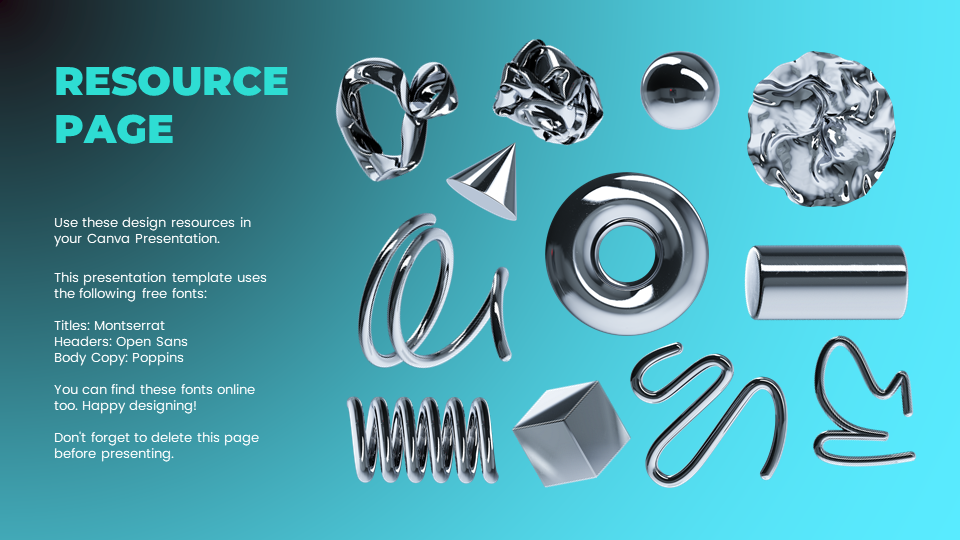 RESOURCE
PAGE
Use these design resources in
your Canva Presentation.
This presentation template uses
the following free fonts:
Titles: Montserrat
Headers: Open Sans
Body Copy: Poppins
You can find these fonts online
too. Happy designing!
Don't forget to delete this page
before presenting.